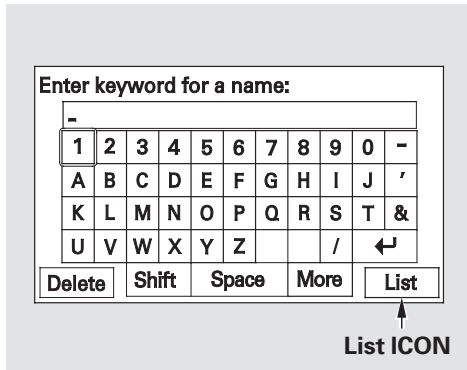 Enter keyword for a name:
-
1 2 3 4 5 6 7 8 9 0 -
A B C D E F G H I J '
K L M N O P Q R S T &
U V W X Y Z / ↵
Delete Shift Space More List
List ICON